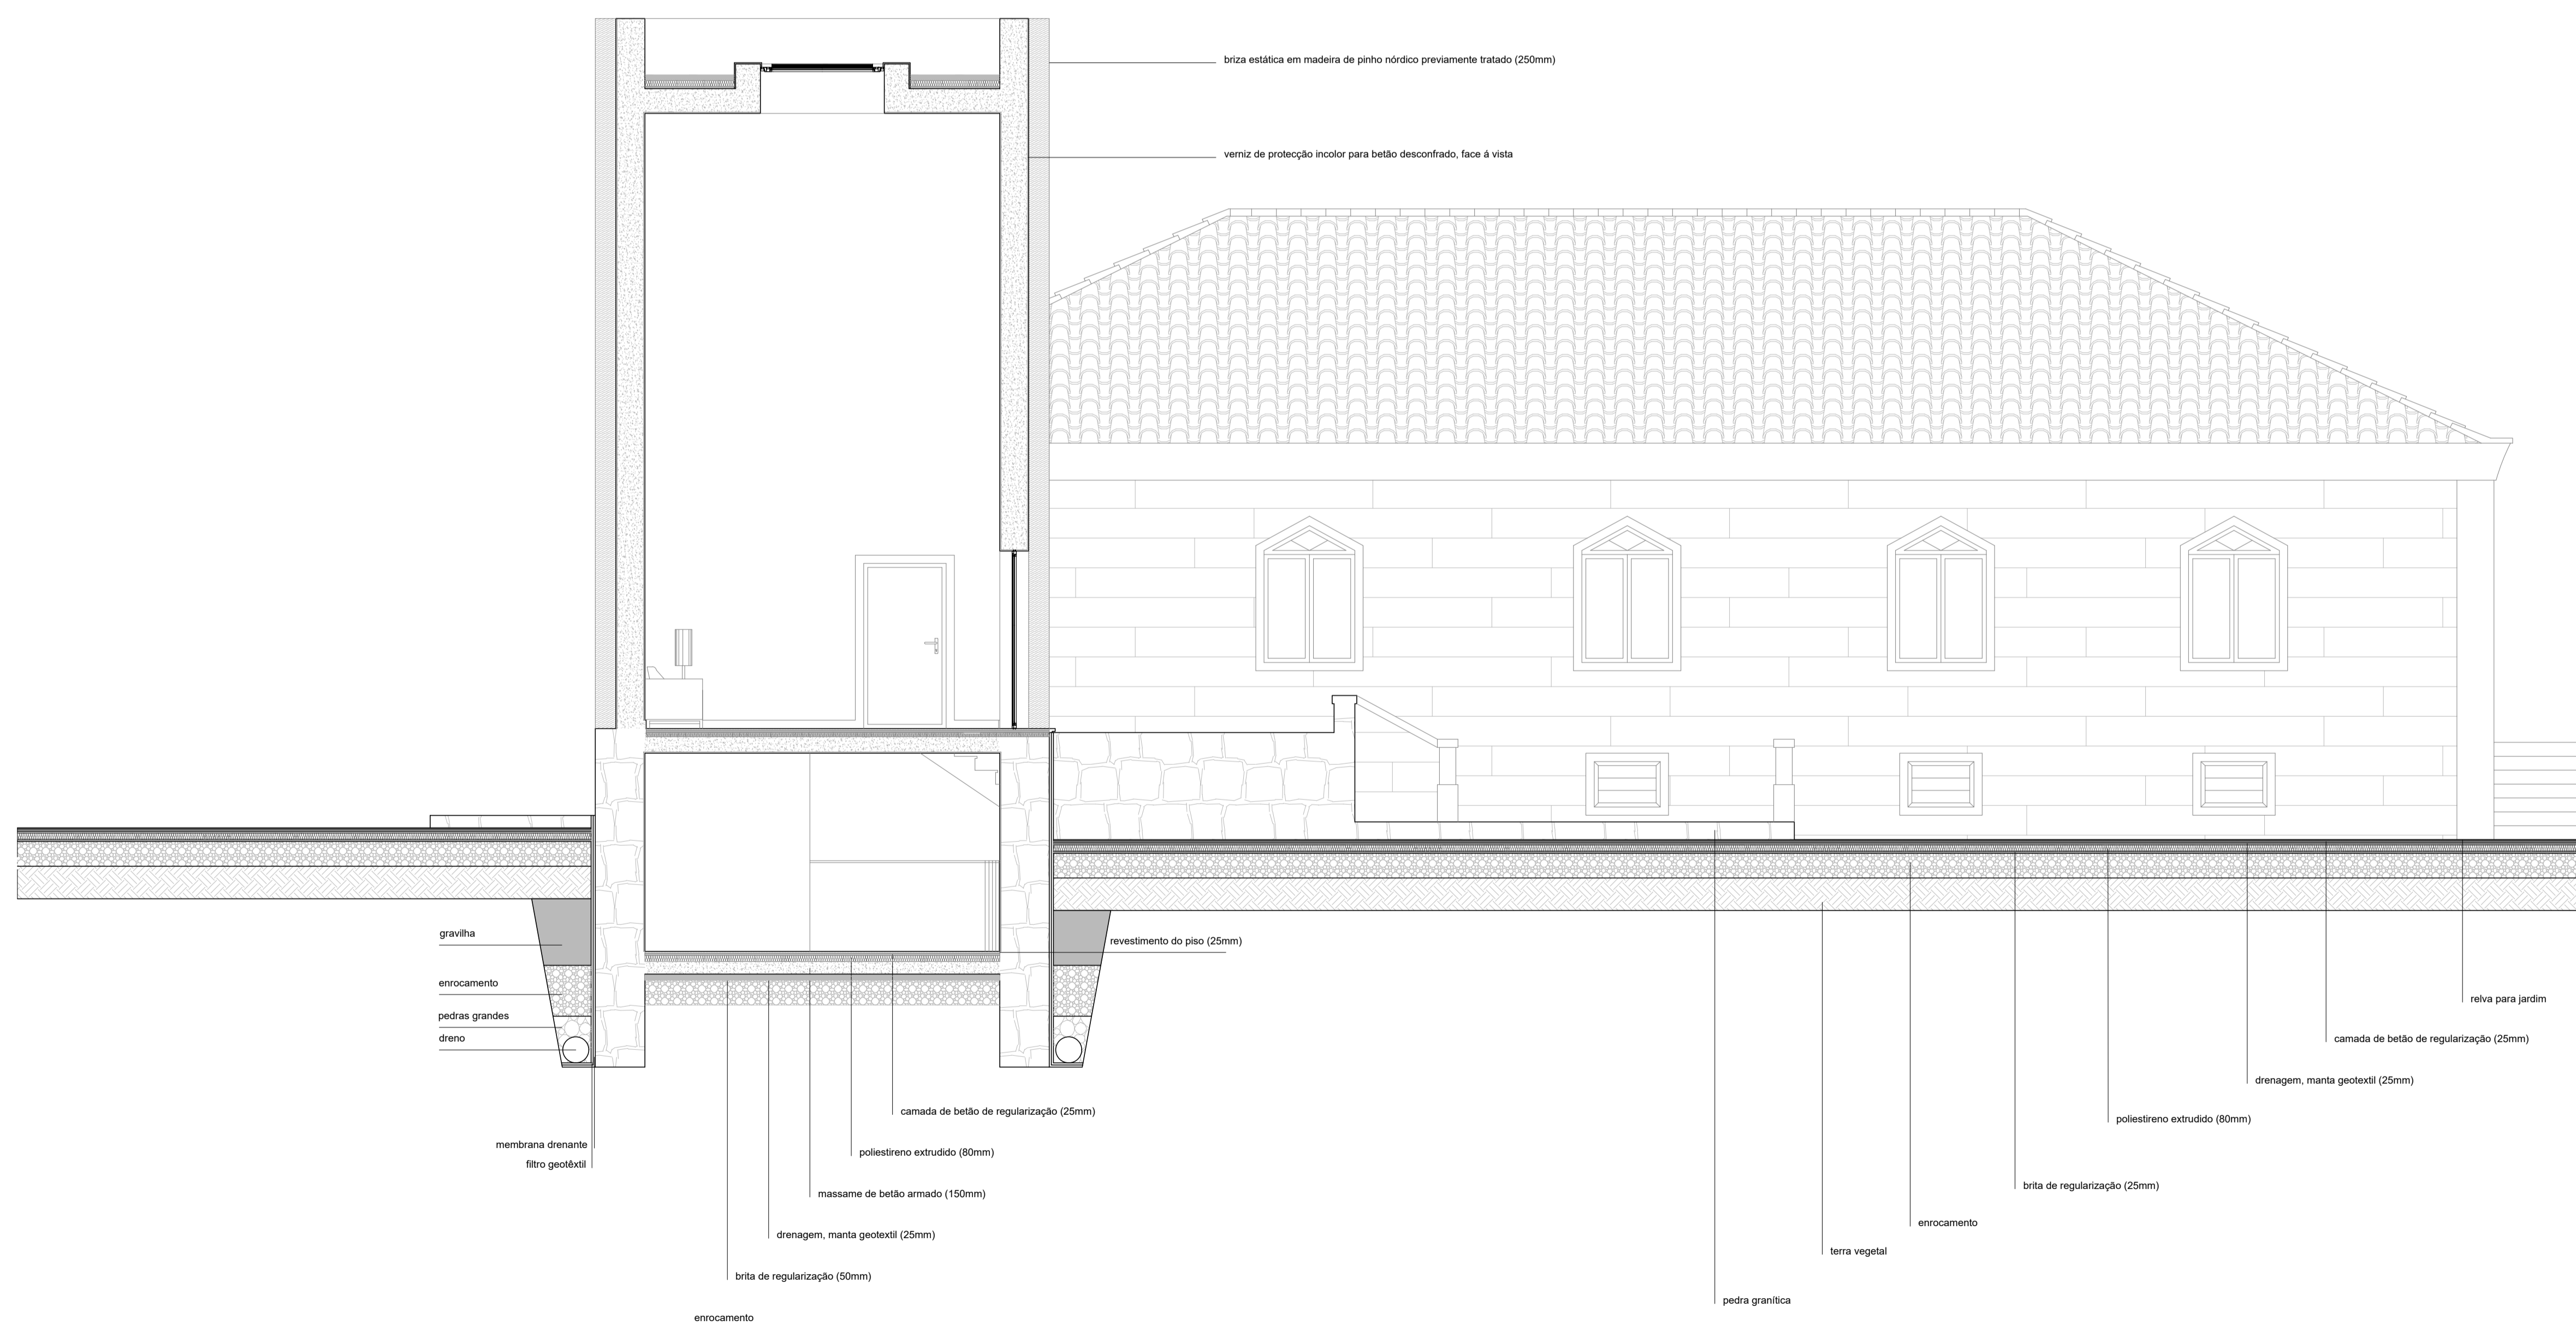 briza estática em madeira de pinho nórdico previamente tratado (250mm)
verniz de protecção incolor para betão desconfrado, face á vista
gravilha
revestimento do piso (25mm)
enrocamento
relva para jardim
pedras grandes
dreno
camada de betão de regularização (25mm)
drenagem, manta geotextil (25mm)
camada de betão de regularização (25mm)
poliestireno extrudido (80mm)
membrana drenante
poliestireno extrudido (80mm)
filtro geotêxtil
brita de regularização (25mm)
massame de betão armado (150mm)
enrocamento
drenagem, manta geotextil (25mm)
terra vegetal
brita de regularização (50mm)
pedra granítica
enrocamento